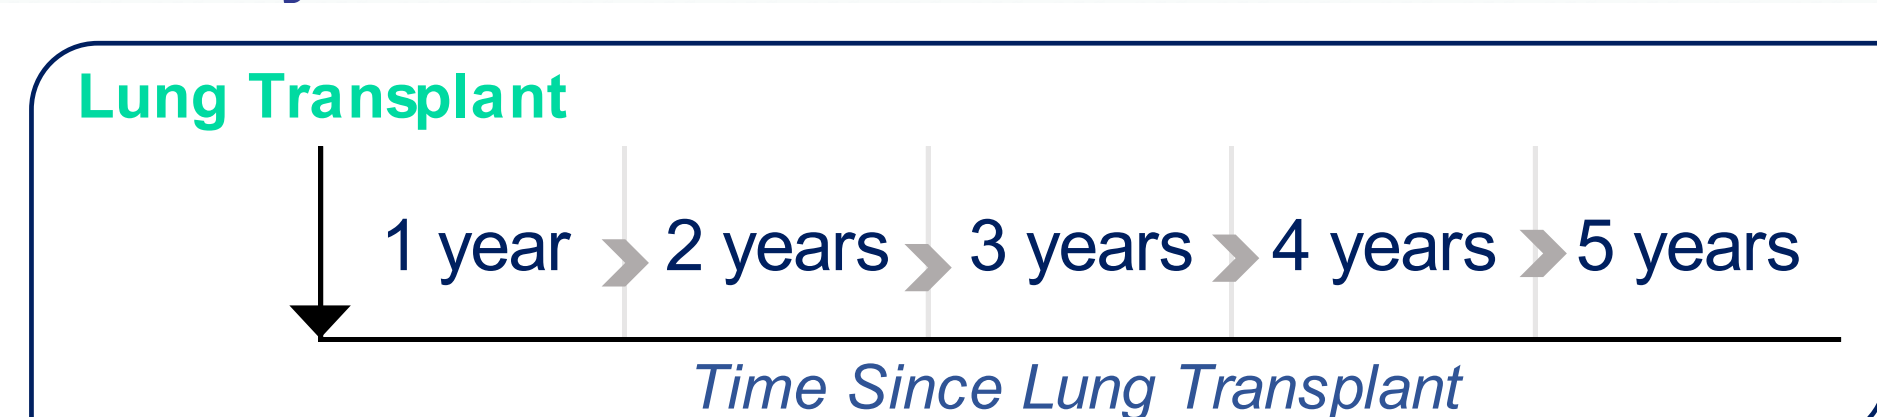 Lung Transplant
1 year 2 years 3 years 4 years 5 years
Time Since Lung Transplant